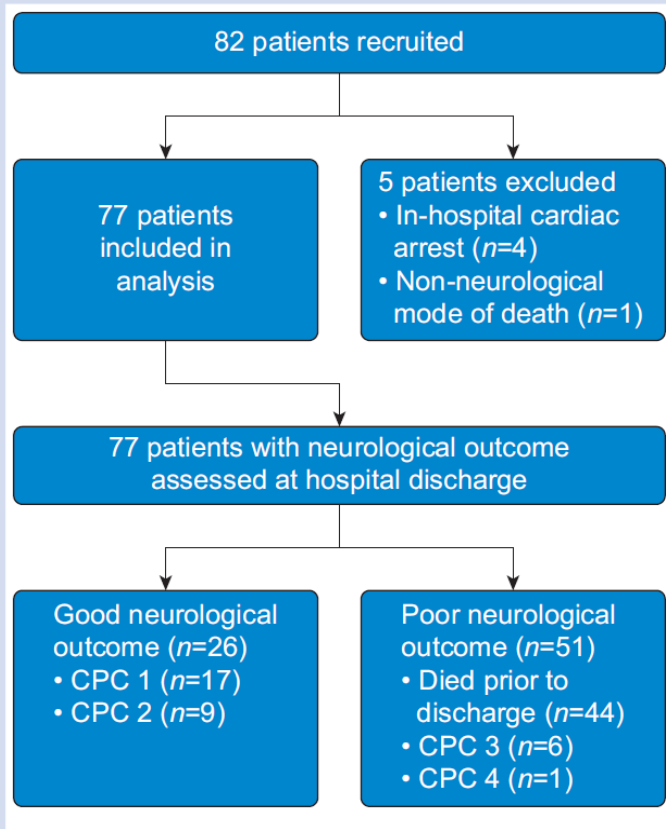 82 patients recruited
77 patients
included in
analysis
5 patients excluded
• In-hospital cardiac
arrest (n=4)
• Non-neurological
mode of death (n=1)
77 patients with neurological outcome
assessed at hospital discharge
Good neurological
outcome (n=26)
• CPC 1 (n=17)
• CPC 2 (n=9)
Poor neurological
outcome (n=51)
• Died prior to
discharge (n=44)
• CPC 3 (n=6)
• CPC 4 (n=1)